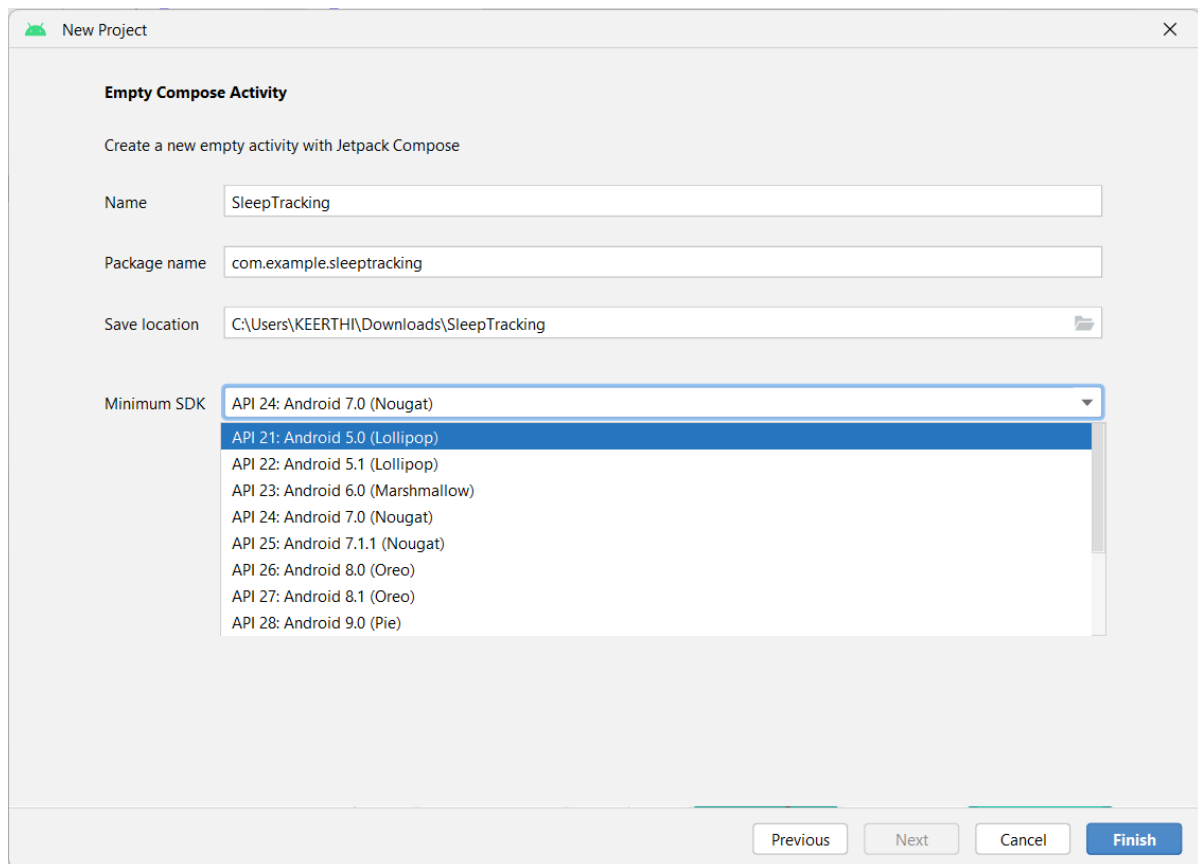 New Project
Empty Compose Activity
Create a new empty activity with Jetpack Compose
Name SleepTracking
Package name com.example.sleeptracking
Save location C:\Users\KEERTHI\Downloads\SleepTracking
Minimum SDK API 24: Android 7.0 (Nougat)
API 21: Android 5.0 (Lollipop)
API 22: Android 5.1 (Lollipop)
API 23: Android 6.0 (Marshmallow)
API 24: Android 7.0 (Nougat)
API 25: Android 7.1.1 (Nougat)
API 26: Android 8.0 (Oreo)
API 27: Android 8.1 (Oreo)
API 28: Android 9.0 (Pie)
Previous Next Cancel Finish